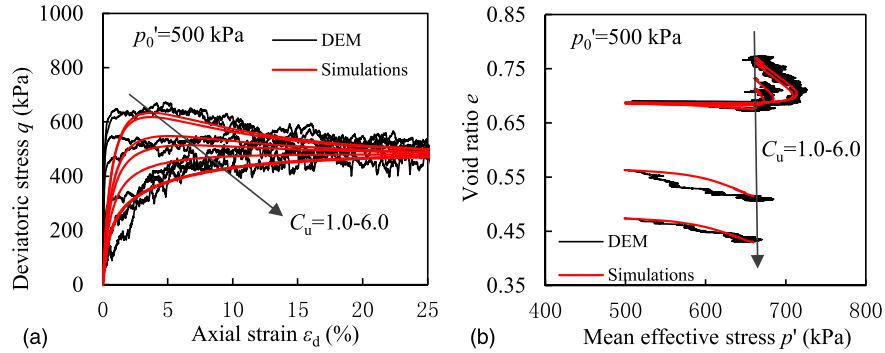 1000
800
600
400
200
0
0 5 10 15 20 25
Deviatoric stress q (kPa)
Axial strain εd (%)
p0'=500 kPa
DEM
Simulations
Cu=1.0-6.0
(a)
0.85
0.75
0.65
0.55
0.45
0.35
400 500 600 700 800
Void ratio e
Mean effective stress p' (kPa)
p0'=500 kPa
Cu=1.0-6.0
DEM
Simulations
(b)